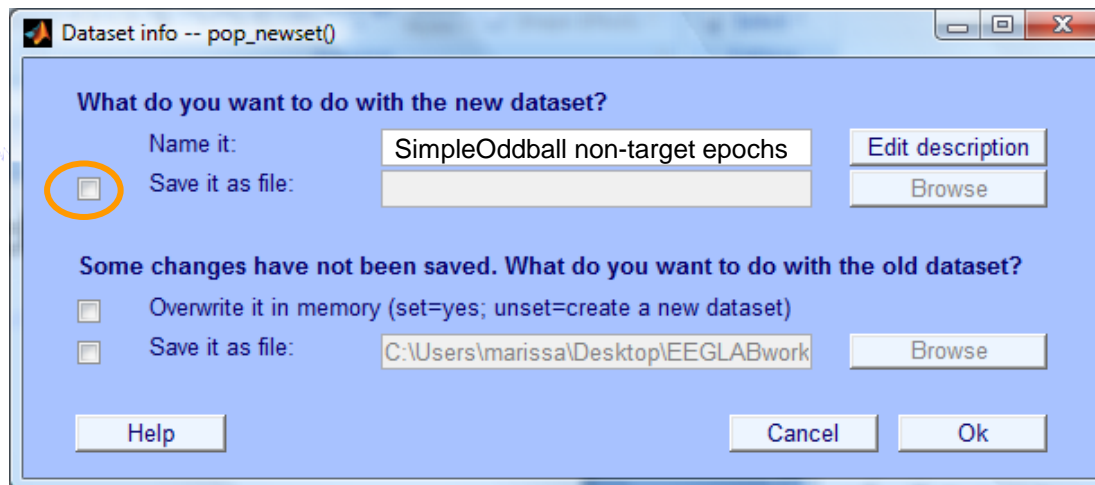 Dataset info -- pop_newset()
What do you want to do with the new dataset?
Name it: SimpleOddball non-target epochs Edit description
Save it as file: Browse
Some changes have not been saved. What do you want to do with the old dataset?
Overwrite it in memory (set=yes; unset=create a new dataset)
Save it as file: C:\Users\marissa\Desktop\EEGLABwork Browse
Help Cancel Ok